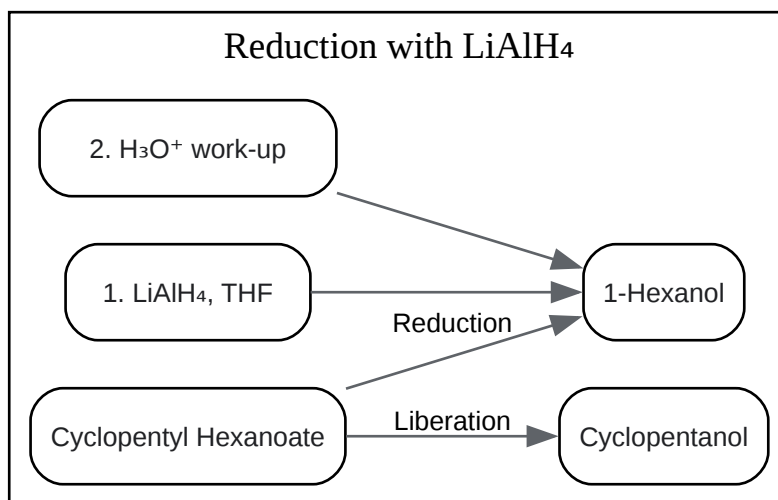 Reduction with LiAlH₄
2. H₃O⁺ work-up
1. LiAlH₄, THF
1-Hexanol
Reduction
Cyclopentyl Hexanoate
Liberation
Cyclopentanol